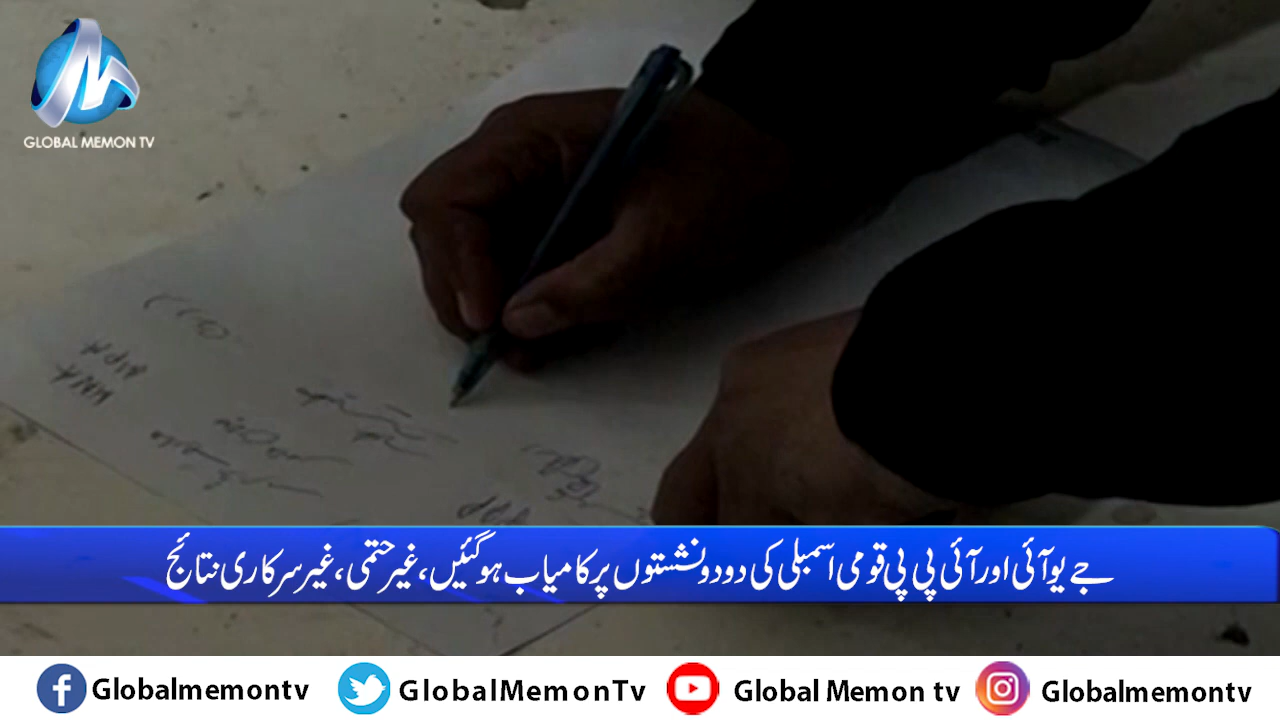 GLOBAL MEMON TV
جے یو آئی اور آئی پی پی قومی اسمبلی کی دو دو نشستوں پر کامیاب ہوگئیں، غیر حتمی، غیر سرکاری نتائج
Globalmemontv GlobalMemonTv Global Memon tv Globalmemontv